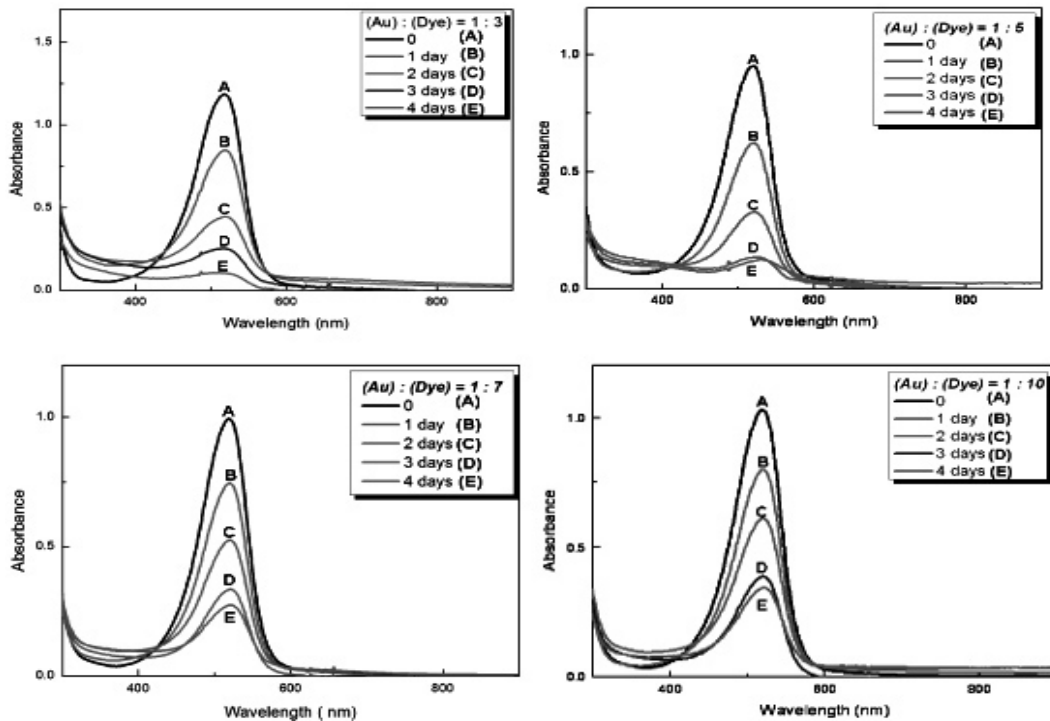 (Au) : (Dye) = 1 : 3
0 (A)
1 day (B)
2 days (C)
3 days (D)
4 days (E)
1.5
1.0
0.5
0.0
Absorbance
A
B
C
D
E
400 600 800
Wavelength (nm)
(Au) : (Dye) = 1 : 5
0 (A)
1 day (B)
2 days (C)
3 days (D)
4 days (E)
1.0
0.5
0.0
Absorbance
A
B
C
D
E
400 600 800
Wavelength (nm)
(Au) : (Dye) = 1 : 7
0 (A)
1 day (B)
2 days (C)
3 days (D)
4 days (E)
1.0
0.5
0.0
Absorbance
A
B
C
D
E
400 600 800
Wavelength ( nm)
(Au) : (Dye) = 1 : 10
0 (A)
1 day (B)
2 days (C)
3 days (D)
4 days (E)
1.0
0.5
0.0
Absorbance
A
B
C
D
E
400 600 800
Wavelength (nm)